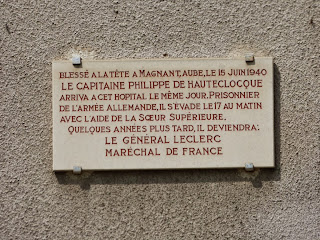 BLESSÉ A LA TÊTE A MAGNANT, AUBE, LE 15 JUIN 1940
LE CAPITAINE PHILIPPE DE HAUTECLOCQUE
ARRIVA A CET HOPITAL LE MÊME JOUR. PRISONNIER
DE L'ARMÉE ALLEMANDE, IL S'EVADE LE 17 AU MATIN
AVEC L'AIDE DE LA SŒUR SUPÉRIEURE.
QUELQUES ANNÉES PLUS TARD, IL DEVIENDRA:
LE GÉNÉRAL LECLERC
MARÉCHAL DE FRANCE